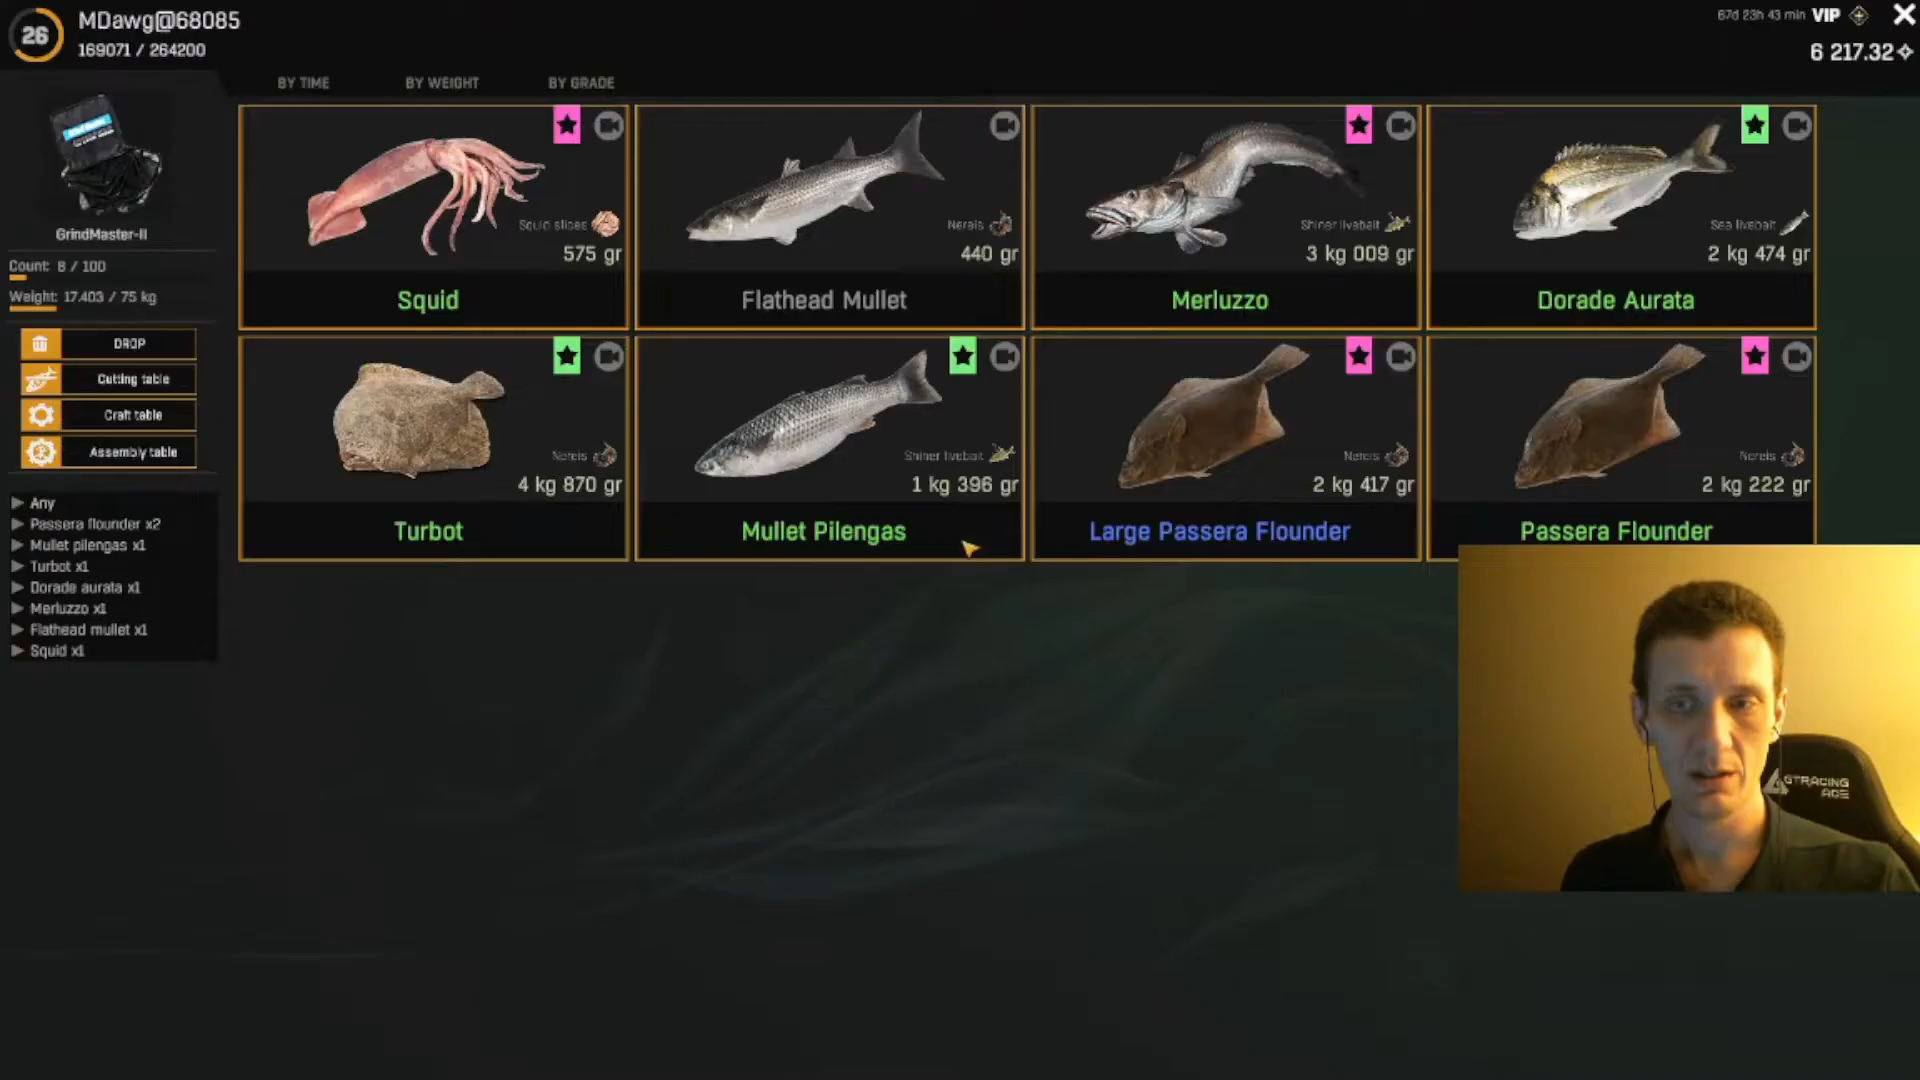 26
MDawg@68085
169071 / 264200
67d 23h 43 min VIP
6 217.32
BY TIME BY WEIGHT BY GRADE
GrindMaster-II
Count: 8 / 100
Weight: 17.403 / 75 kg
DROP
Cutting table
Craft table
Assembly table
Any
Passera flounder x2
Mullet pilengas x1
Turbot x1
Dorade aurata x1
Merluzzo x1
Flathead mullet x1
Squid x1
Squid slices
575 gr
Squid
Nereis
440 gr
Flathead Mullet
Shiner livebait
3 kg 009 gr
Merluzzo
Sea livebait
2 kg 474 gr
Dorade Aurata
Nereis
4 kg 870 gr
Turbot
Shiner livebait
1 kg 396 gr
Mullet Pilengas
Nereis
2 kg 417 gr
Large Passera Flounder
Nereis
2 kg 222 gr
Passera Flounder
GTRACING
ACE